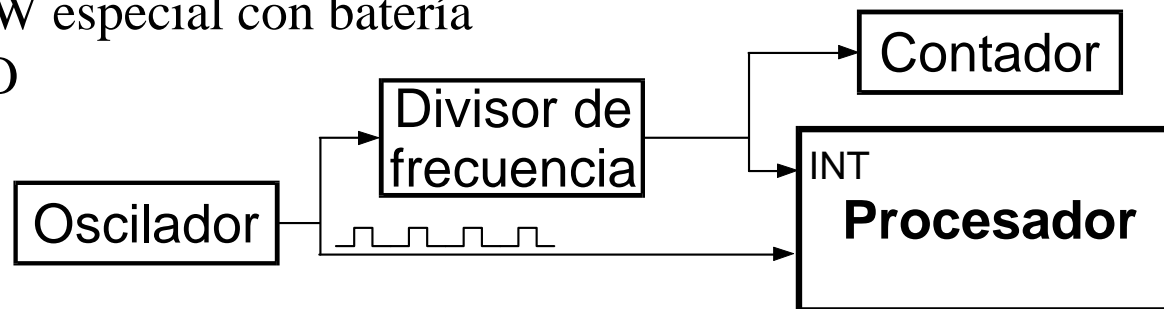 W especial con batería
O
Contador
Divisor de
frecuencia
INT
Procesador
Oscilador